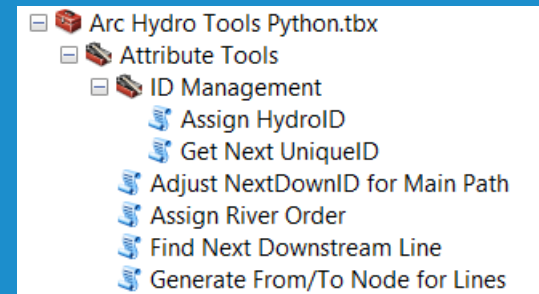 Arc Hydro Tools Python.tbx
Attribute Tools
ID Management
Assign HydroID
Get Next UniqueID
Adjust NextDownID for Main Path
Assign River Order
Find Next Downstream Line
Generate From/To Node for Lines